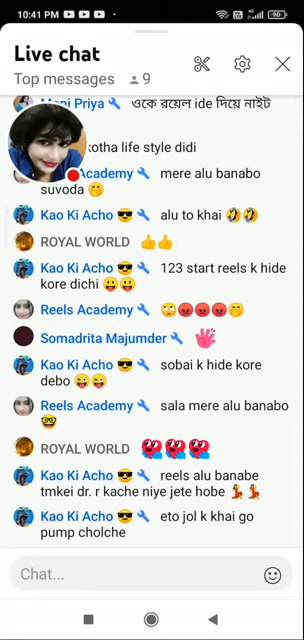 10:41 PM
90
Live chat
Top messages 9
Moni Priya ওকে রয়েল ide দিয়ে নাইট
kotha life style didi
Academy mere alu banabo
suvoda 🤭
Kao Ki Acho 😎 alu to khai 🤣🤣
ROYAL WORLD 👍👍
Kao Ki Acho 😎 123 start reels k hide
kore dichi 😛😛
Reels Academy 🙄😡😡😡🤭
Somadrita Majumder
Kao Ki Acho 😎 sobai k hide kore
debo 😜😜
Reels Academy sala mere alu banabo
🤓
ROYAL WORLD
Kao Ki Acho 😎 reels alu banabe
tmkei dr. r kache niye jete hobe 💃💃
Kao Ki Acho 😎 eto jol k khai go
pump cholche
Chat...